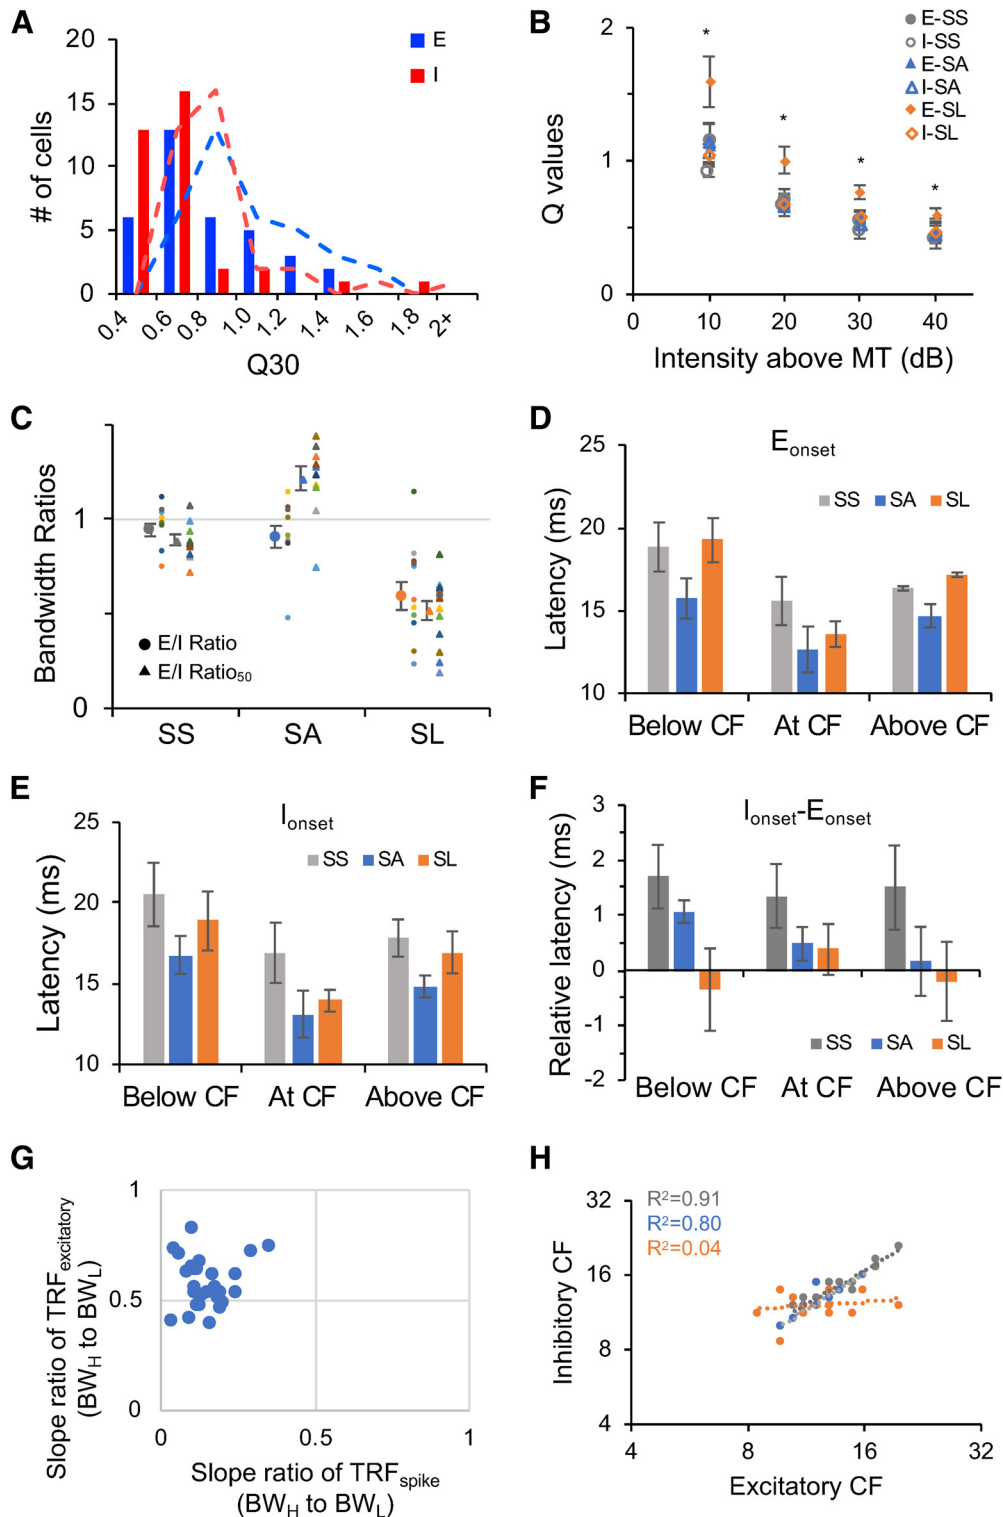 A
# of cells
20
15
10
5
0
E
I
0.4
0.6
0.8
1.0
1.2
1.4
1.6
1.8
2+
Q30
B
Q values
2
1
0
*
*
*
*
E-SS
I-SS
E-SA
I-SA
E-SL
I-SL
0
10
20
30
40
Intensity above MT (dB)
C
Bandwidth Ratios
1
0
E/I Ratio
E/I Ratio50
SS
SA
SL
D
Eonset
Latency (ms)
25
20
15
10
SS SA SL
Below CF
At CF
Above CF
E
Ionset
Latency (ms)
25
20
15
10
SS SA SL
Below CF
At CF
Above CF
F
Ionset-Eonset
Relative latency (ms)
3
2
1
0
-1
-2
SS SA SL
Below CF
At CF
Above CF
G
Slope ratio of TRFexcitatory
(BWH to BWL)
1
0.5
0
0
0.5
1
Slope ratio of TRFspike
(BWH to BWL)
H
Inhibitory CF
32
16
8
4
R²=0.91
R²=0.80
R²=0.04
4
8
16
32
Excitatory CF